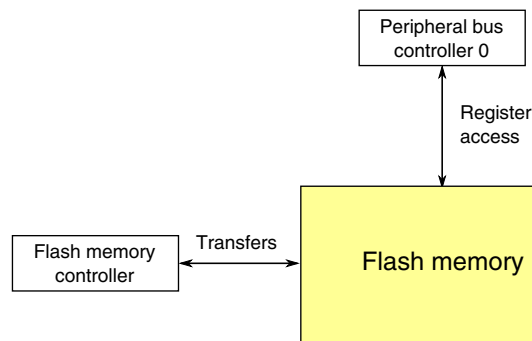 Peripheral bus
controller 0
Register
access
Transfers
Flash memory
controller
Flash memory